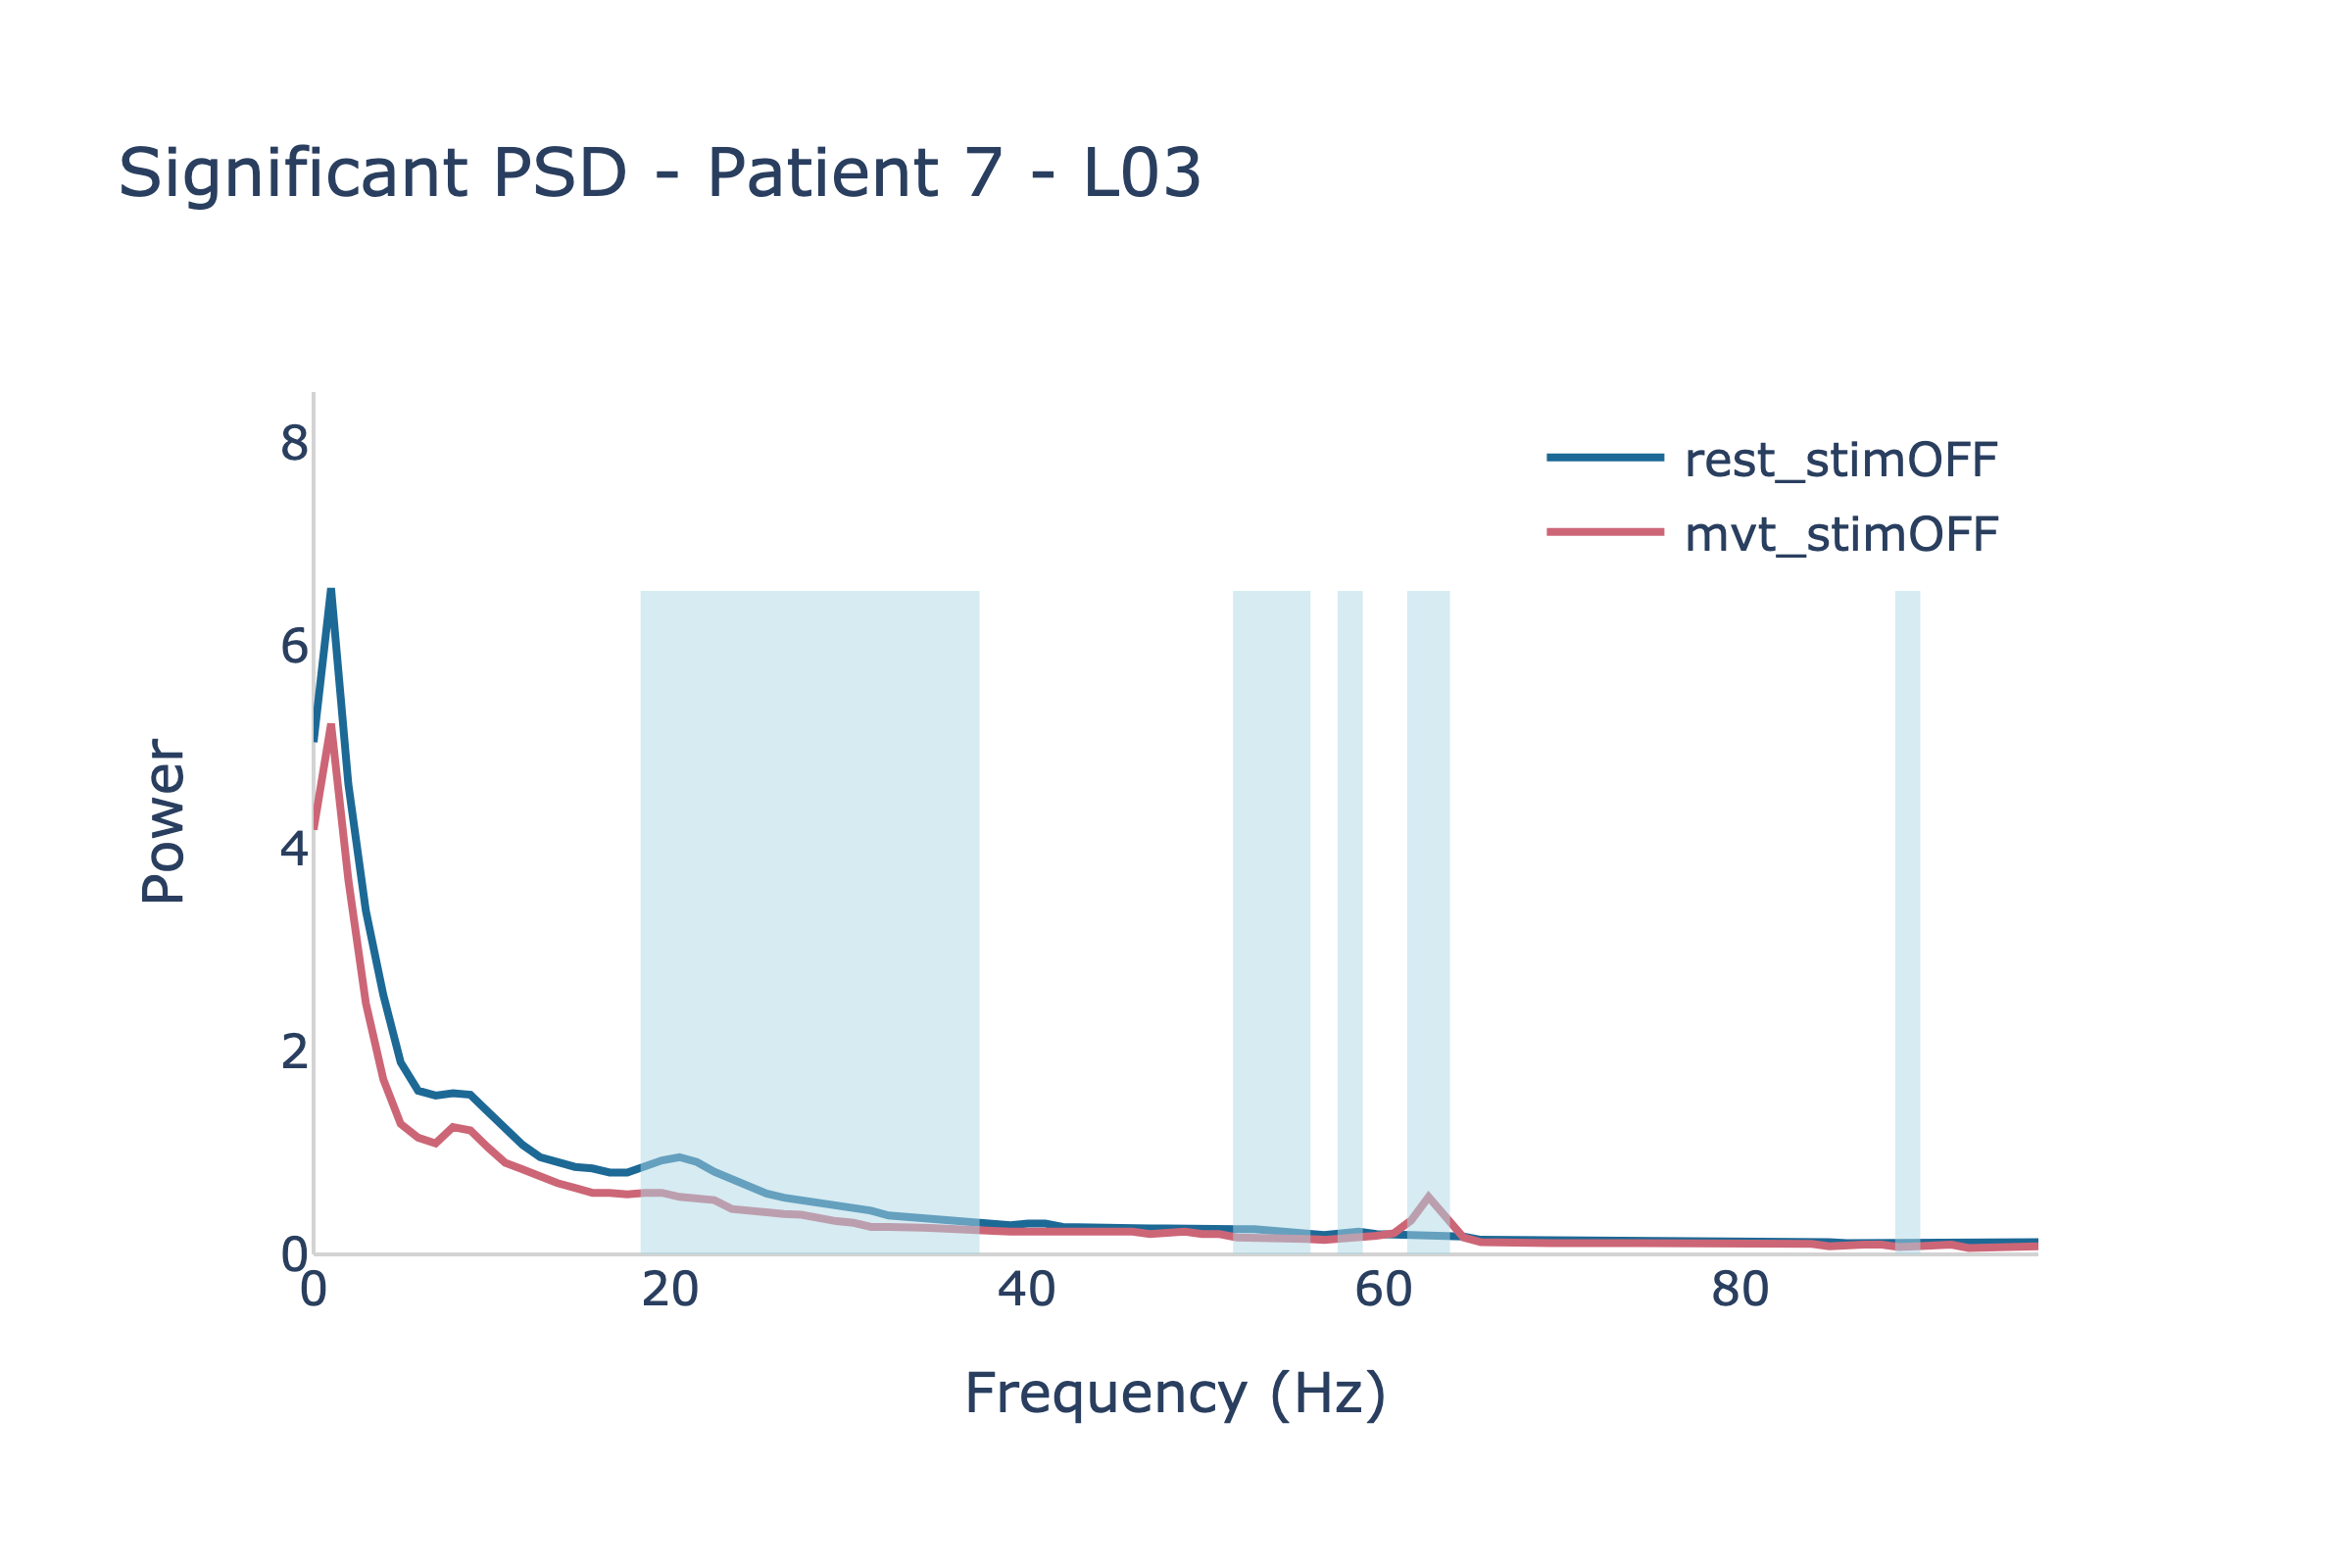 Significant PSD - Patient 7 - L03
8
rest_stimOFF
mvt_stimOFF
6
Power
4
2
0
0 20 40 60 80
Frequency (Hz)